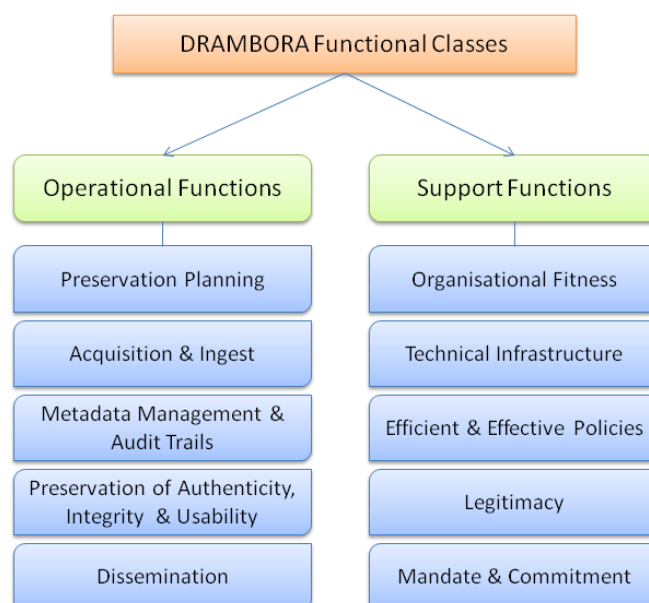 DRAMBORA Functional Classes
Operational Functions
Preservation Planning
Acquisition & Ingest
Metadata Management &
Audit Trails
Preservation of Authenticity,
Integrity & Usability
Dissemination
Support Functions
Organisational Fitness
Technical Infrastructure
Efficient & Effective Policies
Legitimacy
Mandate & Commitment